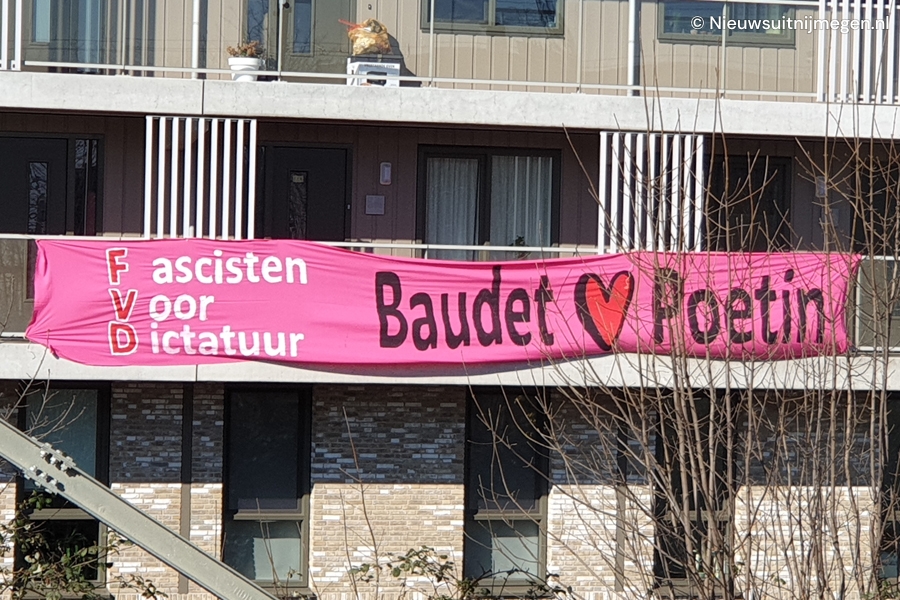 © Nieuwsuitnijmegen.nl
Fascisten
Voor
Dictatuur
Baudet ❤ Poetin